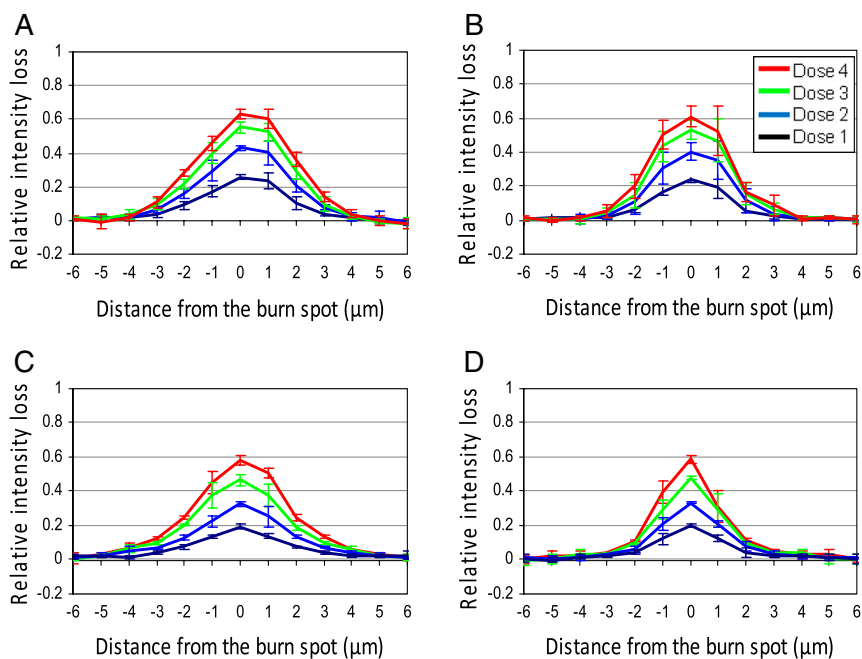 A
Relative intensity loss
1
0.8
0.6
0.4
0.2
0
-0.2
-6 -5 -4 -3 -2 -1 0 1 2 3 4 5 6
Distance from the burn spot (µm)
B
Relative intensity loss
1
0.8
0.6
0.4
0.2
0
-0.2
-6 -5 -4 -3 -2 -1 0 1 2 3 4 5 6
Distance from the burn spot (µm)
Dose 4
Dose 3
Dose 2
Dose 1
C
Relative intensity loss
1
0.8
0.6
0.4
0.2
0
-0.2
-6 -5 -4 -3 -2 -1 0 1 2 3 4 5 6
Distance from the burn spot (µm)
D
Relative intensity loss
1
0.8
0.6
0.4
0.2
0
-0.2
-6 -5 -4 -3 -2 -1 0 1 2 3 4 5 6
Distance from the burn spot (µm)